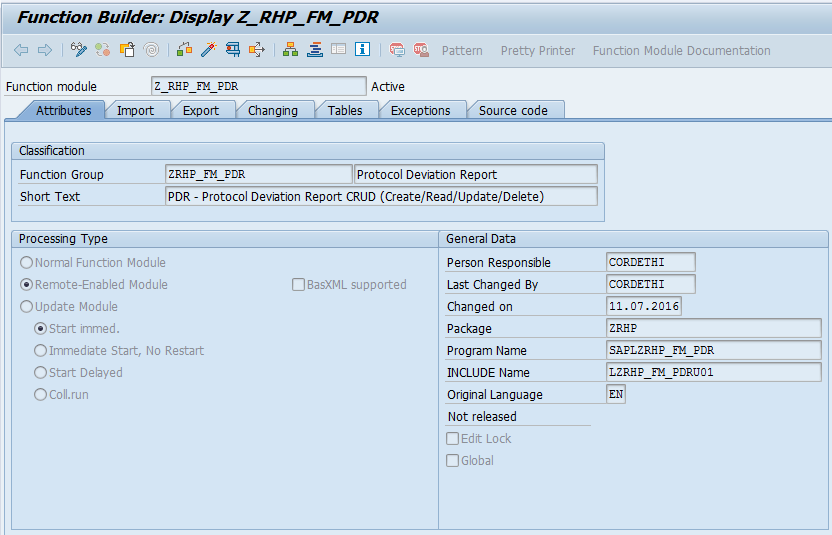 Function Builder: Display Z_RHP_FM_PDR
Pattern Pretty Printer Function Module Documentation
Function module Z_RHP_FM_PDR Active
Attributes Import Export Changing Tables Exceptions Source code
Classification
Function Group ZRHP_FM_PDR Protocol Deviation Report
Short Text PDR - Protocol Deviation Report CRUD (Create/Read/Update/Delete)
Processing Type
Normal Function Module
Remote-Enabled Module BasXML supported
Update Module
Start immed.
Immediate Start, No Restart
Start Delayed
Coll.run
General Data
Person Responsible CORDETHI
Last Changed By CORDETHI
Changed on 11.07.2016
Package ZRHP
Program Name SAPLZRHP_FM_PDR
INCLUDE Name LZRHP_FM_PDRU01
Original Language EN
Not released
Edit Lock
Global